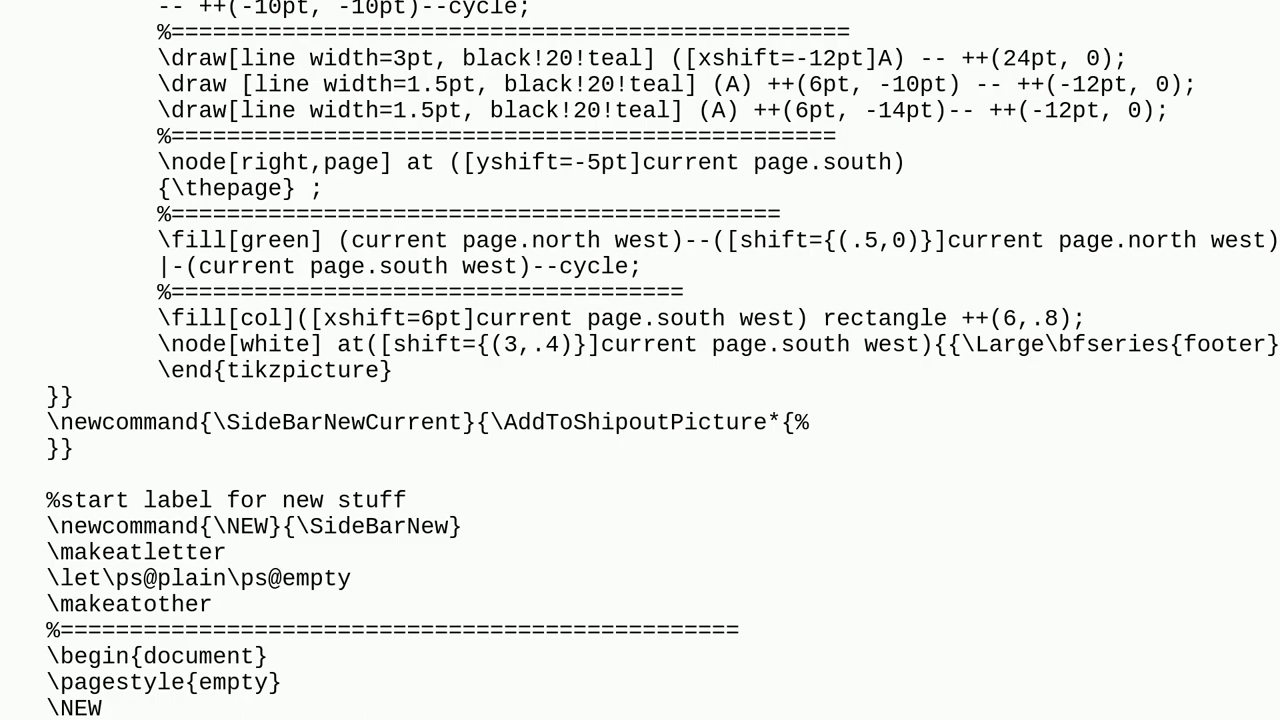 -- ++(-10pt, -10pt)--cycle;
%=================================================
\draw[line width=3pt, black!20!teal] ([xshift=-12pt]A) -- ++(24pt, 0);
\draw [line width=1.5pt, black!20!teal] (A) ++(6pt, -10pt) -- ++(-12pt, 0);
\draw[line width=1.5pt, black!20!teal] (A) ++(6pt, -14pt)-- ++(-12pt, 0);
%================================================
\node[right,page] at ([yshift=-5pt]current page.south)
{\thepage} ;
%============================================
\fill[green] (current page.north west)--([shift={(.5,0)}]current page.north west)
|-(current page.south west)--cycle;
%=====================================
\fill[col]([xshift=6pt]current page.south west) rectangle ++(6,.8);
\node[white] at([shift={(3,.4)}]current page.south west){{\Large\bfseries{footer}
\end{tikzpicture}
}}
\newcommand{\SideBarNewCurrent}{\AddToShipoutPicture*{%
}}
%start label for new stuff
\newcommand{\NEW}{\SideBarNew}
\makeatletter
\let\ps@plain\ps@empty
\makeatother
%=================================================
\begin{document}
\pagestyle{empty}
\NEW